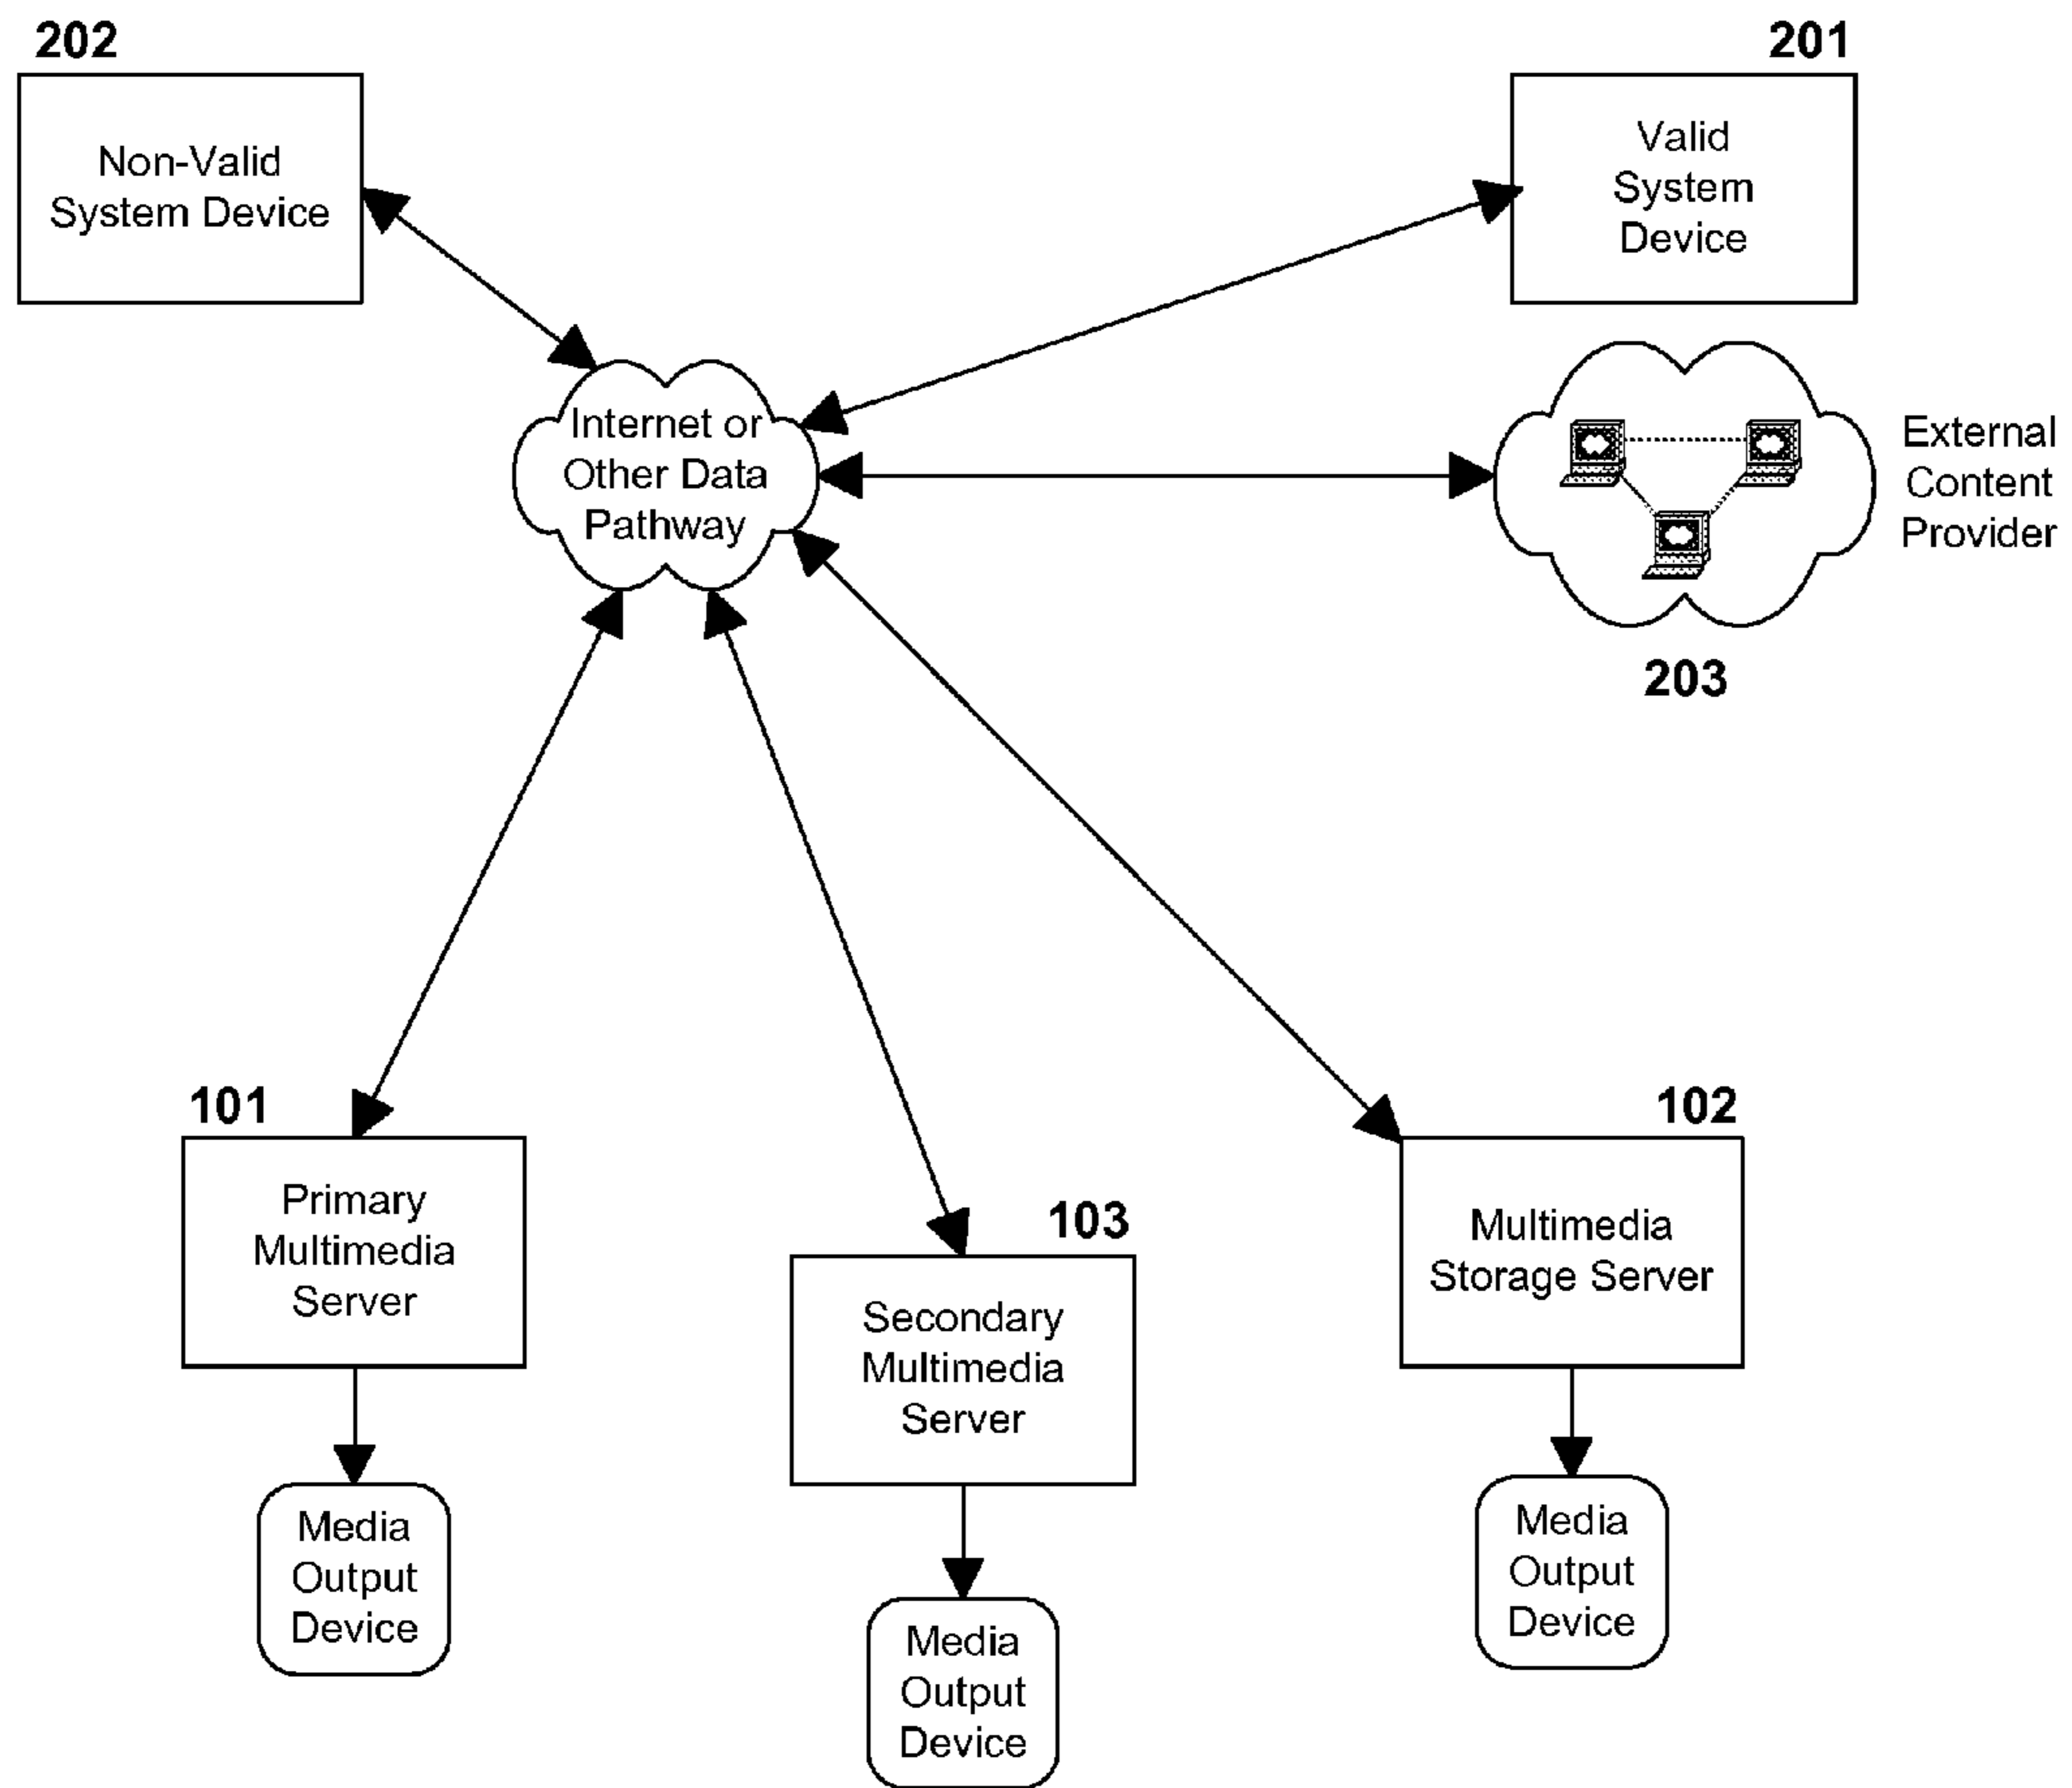 202
Non-Valid
System Device
201
Valid
System
Device
Internet or
Other Data
Pathway
External
Content
Provider
203
101
Primary
Multimedia
Server
103
Secondary
Multimedia
Server
102
Multimedia
Storage Server
Media
Output
Device
Media
Output
Device
Media
Output
Device